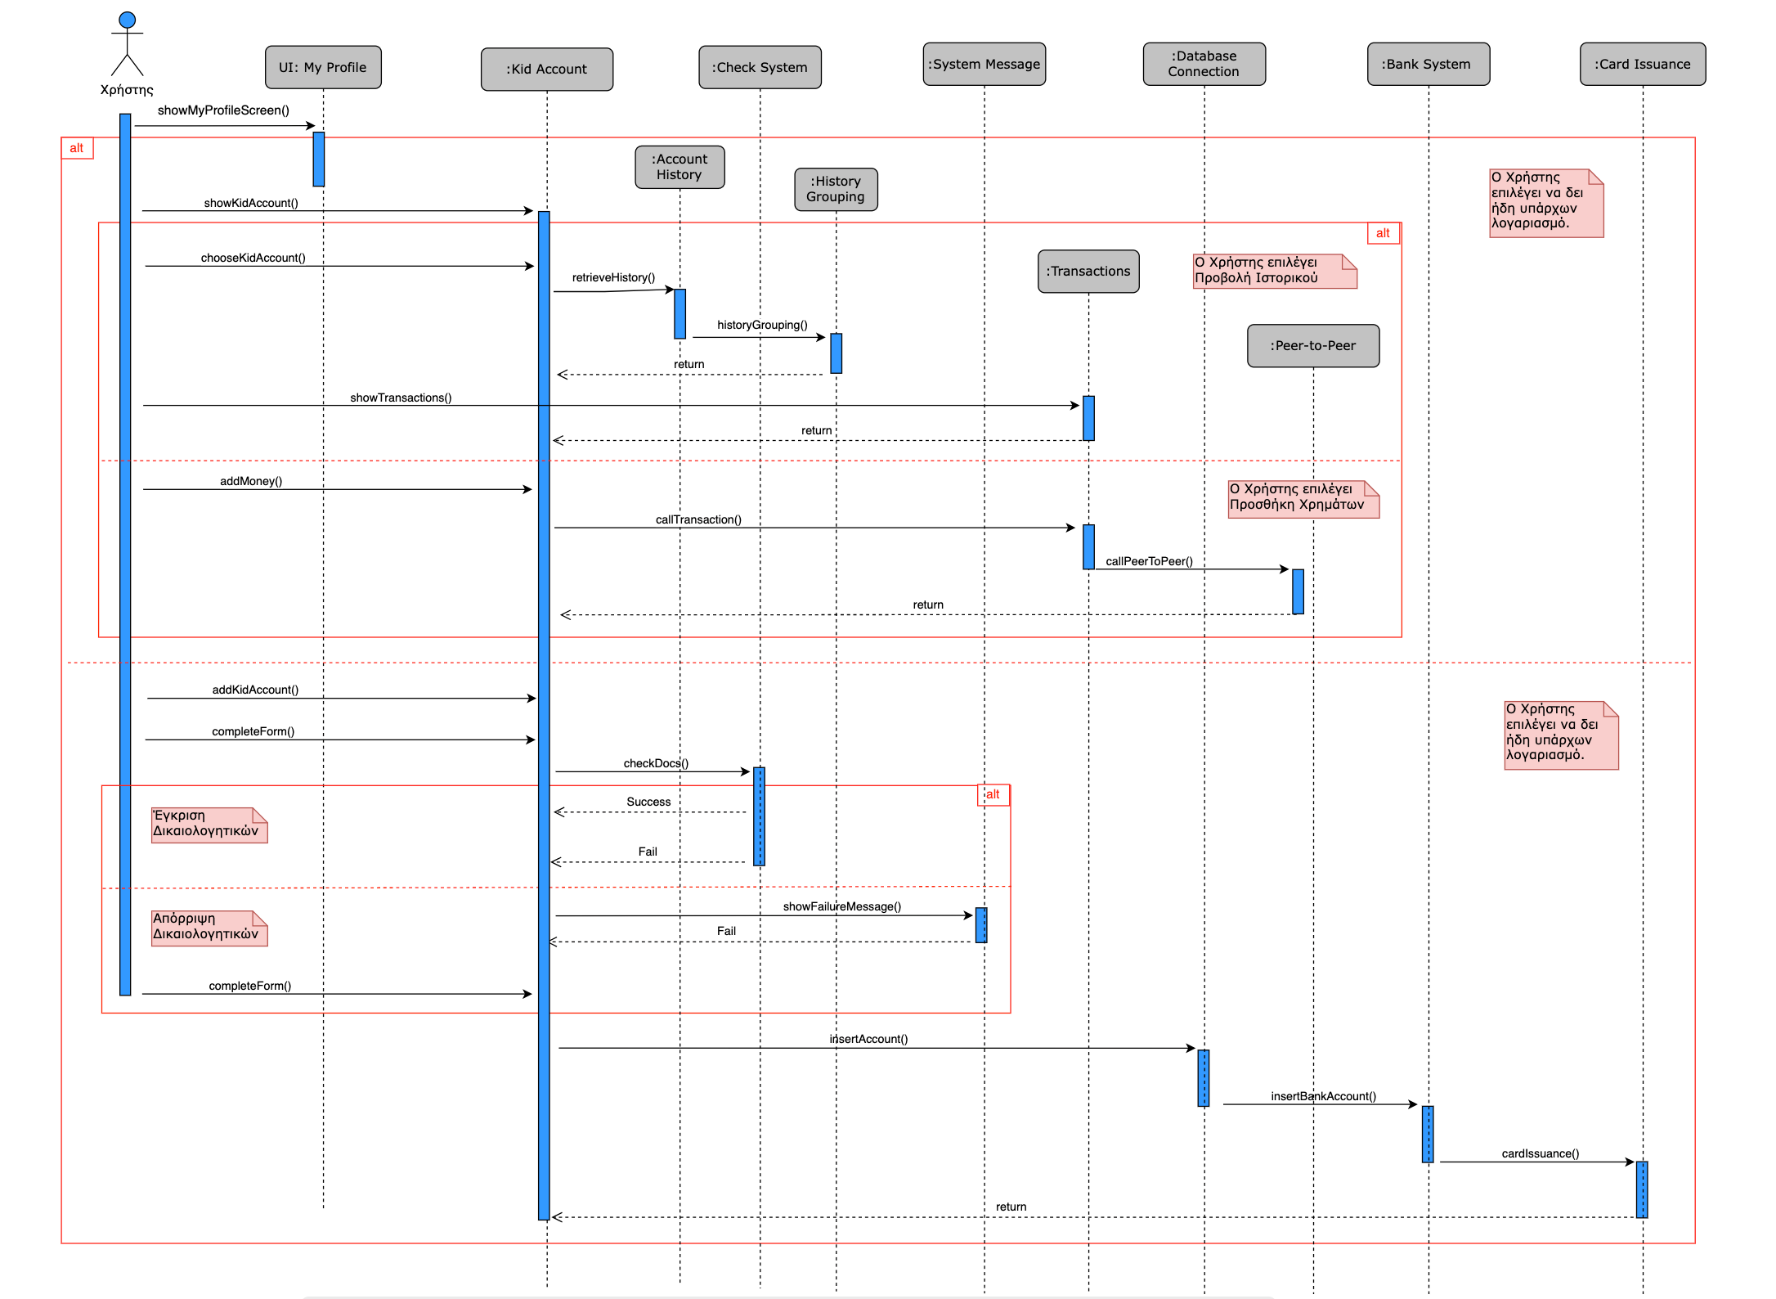 Χρήστης
UI: My Profile
:Kid Account
:Check System
:System Message
:Database
Connection
:Bank System
:Card Issuance
showMyProfileScreen()
alt
:Account
History
:History
Grouping
Ο Χρήστης
επιλέγει να δει
ήδη υπάρχων
λογαριασμό.
showKidAccount()
alt
chooseKidAccount()
retrieveHistory()
:Transactions
Ο Χρήστης επιλέγει
Προβολή Ιστορικού
historyGrouping()
:Peer-to-Peer
return
showTransactions()
return
addMoney()
Ο Χρήστης επιλέγει
Προσθήκη Χρημάτων
callTransaction()
callPeerToPeer()
return
addKidAccount()
Ο Χρήστης
επιλέγει να δει
ήδη υπάρχων
λογαριασμό.
completeForm()
checkDocs()
alt
Success
Έγκριση
Δικαιολογητικών
Fail
showFailureMessage()
Απόρριψη
Δικαιολογητικών
Fail
completeForm()
insertAccount()
insertBankAccount()
cardIssuance()
return